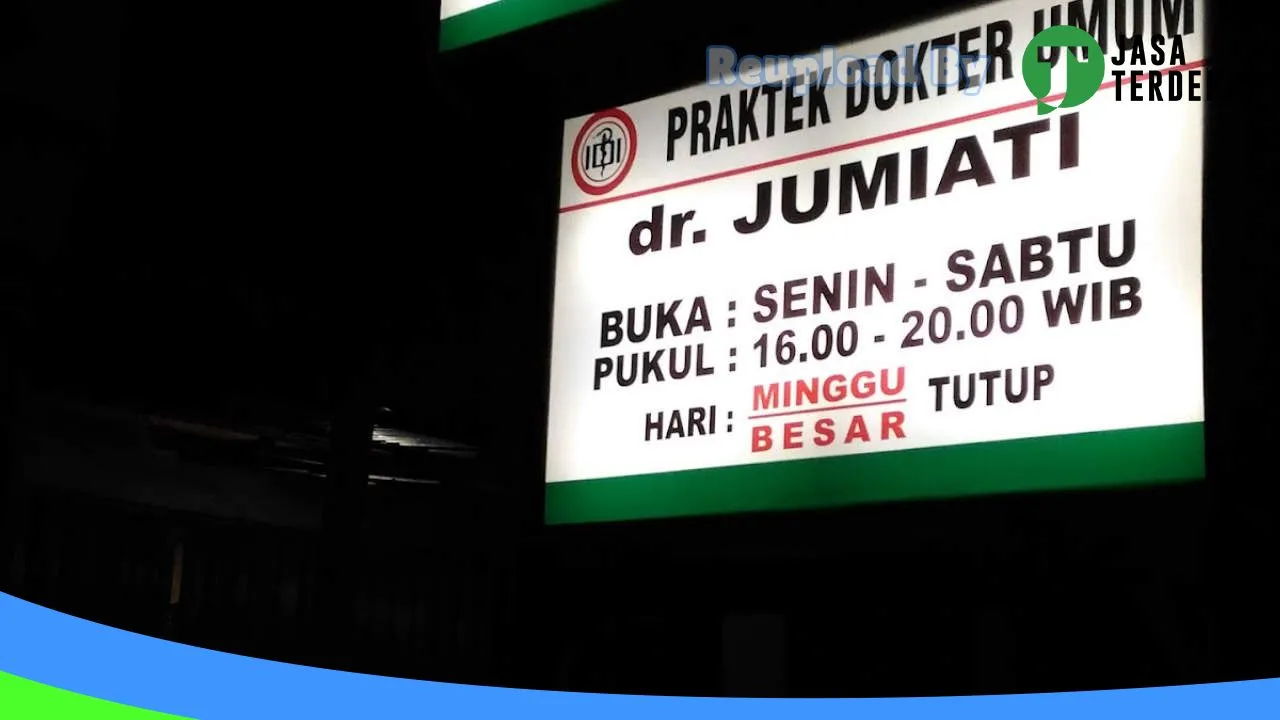 Reupload By
JASA
PRAKTEK DOKTER UMUM
IDI
dr. JUMIATI
BUKA : SENIN - SABTU
PUKUL : 16.00 - 20.00 WIB
HARI : MINGGU TUTUP
BESAR